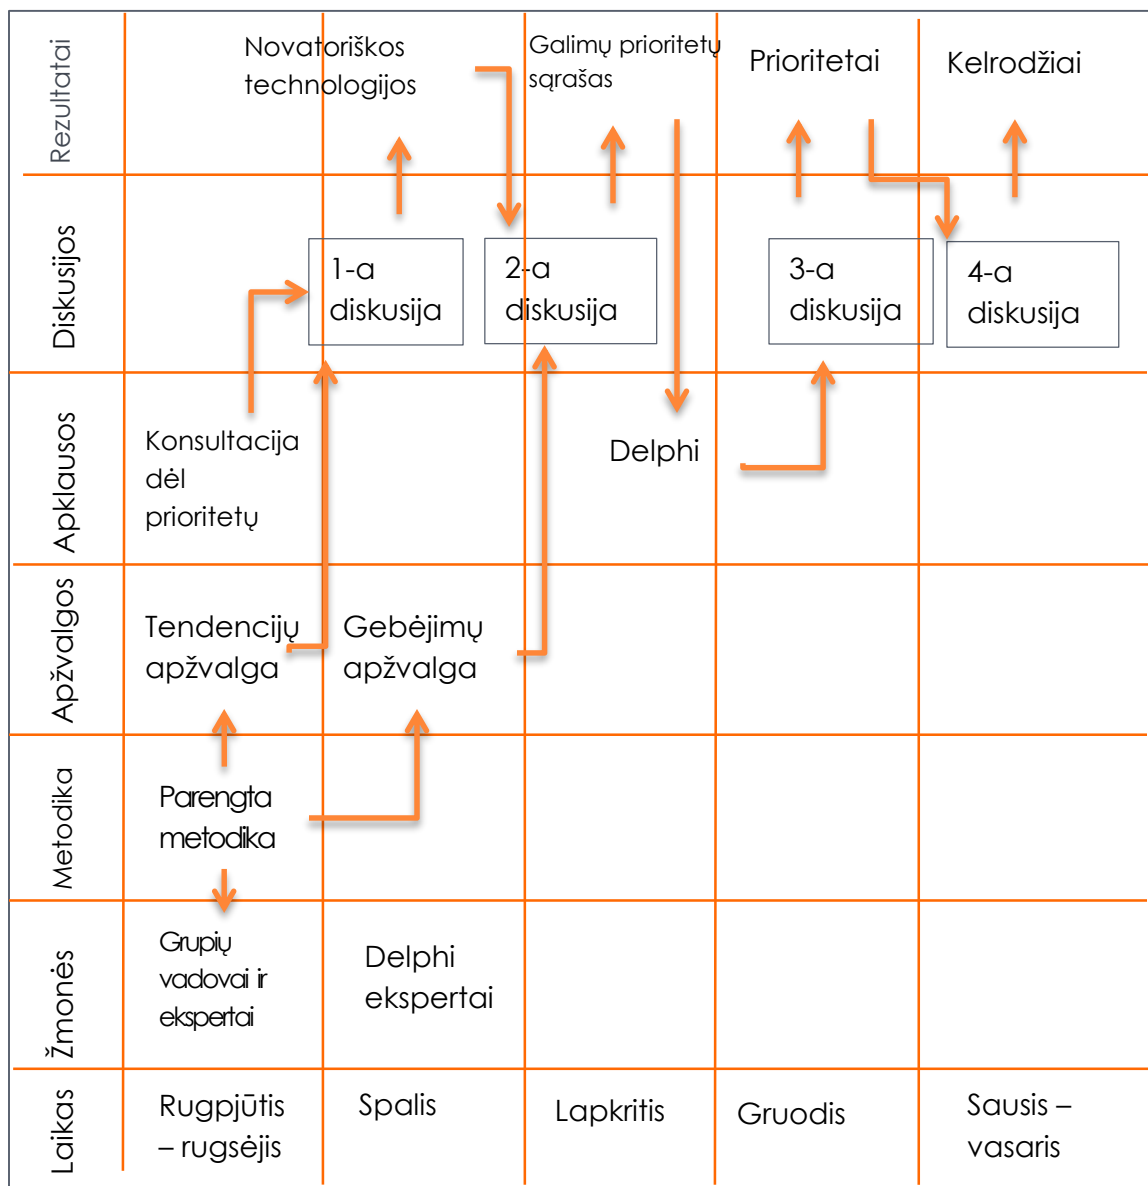 Rezultatai
Novatoriškos
technologijos
Galimų prioritetų
sąrašas
Prioritetai
Kelrodžiai
Diskusijos
1-a
diskusija
2-a
diskusija
3-a
diskusija
4-a
diskusija
Apklausos
Konsultacija
dėl
prioritetų
Delphi
Apžvalgos
Tendencijų
apžvalga
Gebėjimų
apžvalga
Metodika
Parengta
metodika
Žmonės
Grupių
vadovai ir
ekspertai
Delphi
ekspertai
Laikas
Rugpjūtis
– rugsėjis
Spalis
Lapkritis
Gruodis
Sausis –
vasaris